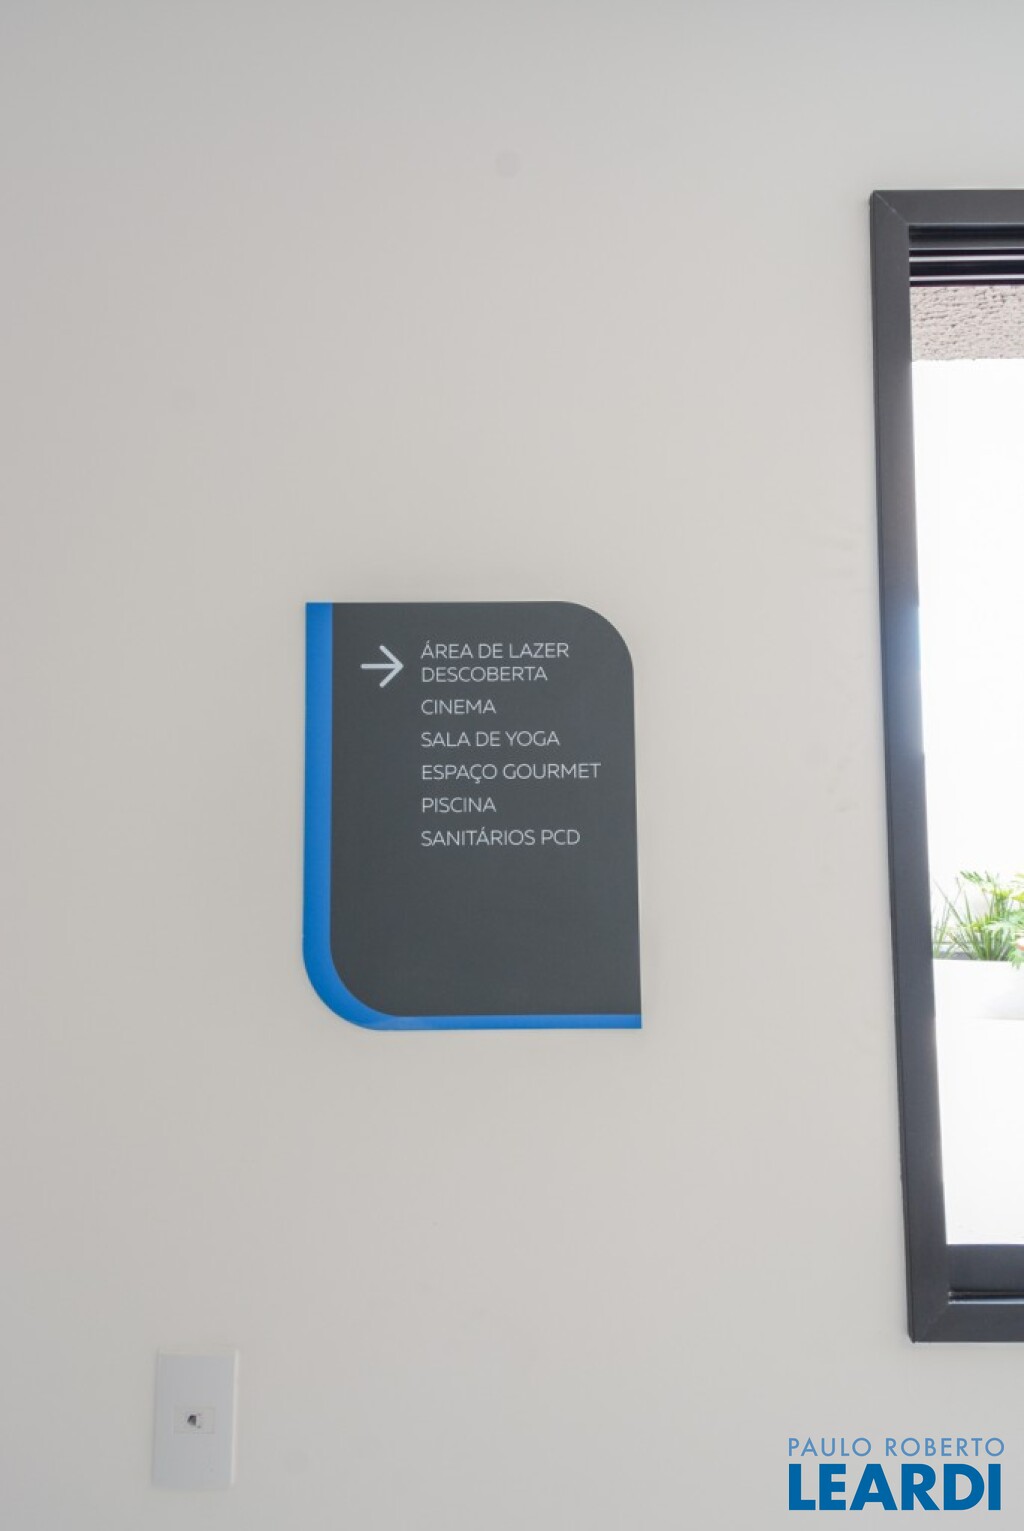 ÁREA DE LAZER
DESCOBERTA
CINEMA
SALA DE YOGA
ESPAÇO GOURMET
PISCINA
SANITÁRIOS PCD
PAULO ROBERTO
LEARDI